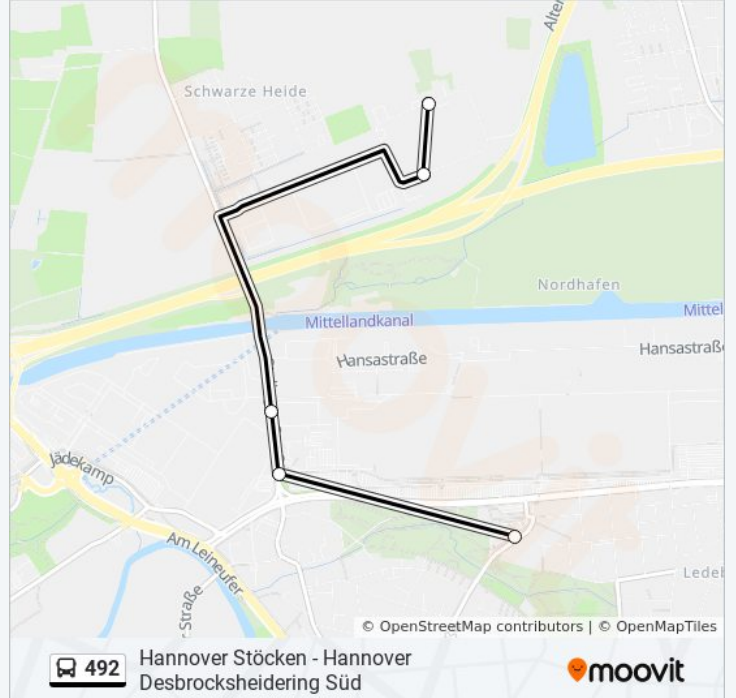 Alter
Schwarze Heide
Nordhafen
Mittellandkanal
Mittel
Hansastraße
Hansastraße
Jädekamp
Am Leineufer
Straße
Ledeb
© OpenStreetMap contributors | © OpenMapTiles
492
Hannover Stöcken - Hannover
Desbrocksheidering Süd
moovit